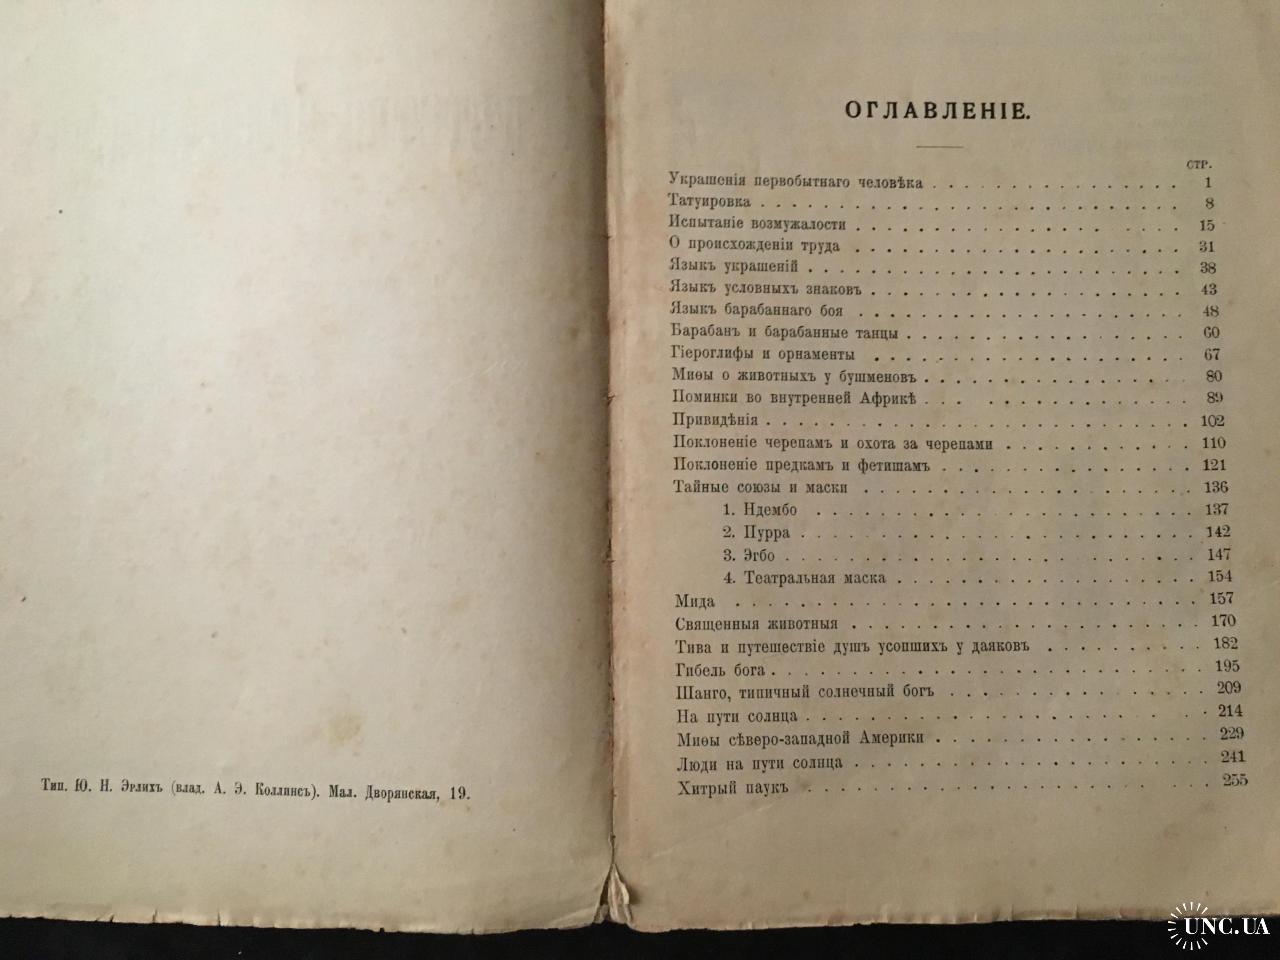 Тип. Ю. Н. Эрлихъ (влад. А. Э. Коллинсъ). Мал. Дворянская, 19.
ОГЛАВЛЕНІЕ.
СТР.
Украшенія первобытнаго человѣка . . . . . . . . . . . . . . . . 1
Татуировка . . . . . . . . . . . . . . . . 8
Испытаніе возмужалости . . . . . . . . . . . . . . . . 15
О происхожденіи труда . . . . . . . . . . . . . . . . 31
Языкъ украшеній . . . . . . . . . . . . . . . . 38
Языкъ условныхъ знаковъ . . . . . . . . . . . . . . . . 43
Языкъ барабаннаго боя . . . . . . . . . . . . . . . . 48
Барабанъ и барабанные танцы . . . . . . . . . . . . . . . . 60
Гіероглифы и орнаменты . . . . . . . . . . . . . . . . 67
Миѳы о животныхъ у бушменовъ . . . . . . . . . . . . . . . . 80
Поминки во внутренней Африкѣ . . . . . . . . . . . . . . . . 89
Привидѣнія . . . . . . . . . . . . . . . . 102
Поклоненіе черепамъ и охота за черепами . . . . . . . . . . 110
Поклоненіе предкамъ и фетишамъ . . . . . . . . . . . . . 121
Тайные союзы и маски . . . . . . . . . . . . . . . . 136
1. Ндембо . . . . . . . . . . . . . . . . 137
2. Пурра . . . . . . . . . . . . . . . . 142
3. Эгбо . . . . . . . . . . . . . . . . 147
4. Театральная маска . . . . . . . . . . . . . . . 154
Мида . . . . . . . . . . . . . . . . 157
Священныя животныя . . . . . . . . . . . . . . . . 170
Тива и путешествіе душъ усопшихъ у даяковъ . . . . . . . . . 182
Гибель бога . . . . . . . . . . . . . . . . 195
Шанго, типичный солнечный богъ . . . . . . . . . . . . . 209
На пути солнца . . . . . . . . . . . . . . . . 214
Миѳы сѣверо-западной Америки . . . . . . . . . . . . . . 229
Люди на пути солнца . . . . . . . . . . . . . . . . 241
Хитрый паукъ . . . . . . . . . . . . . . . . 255
UNC.UA